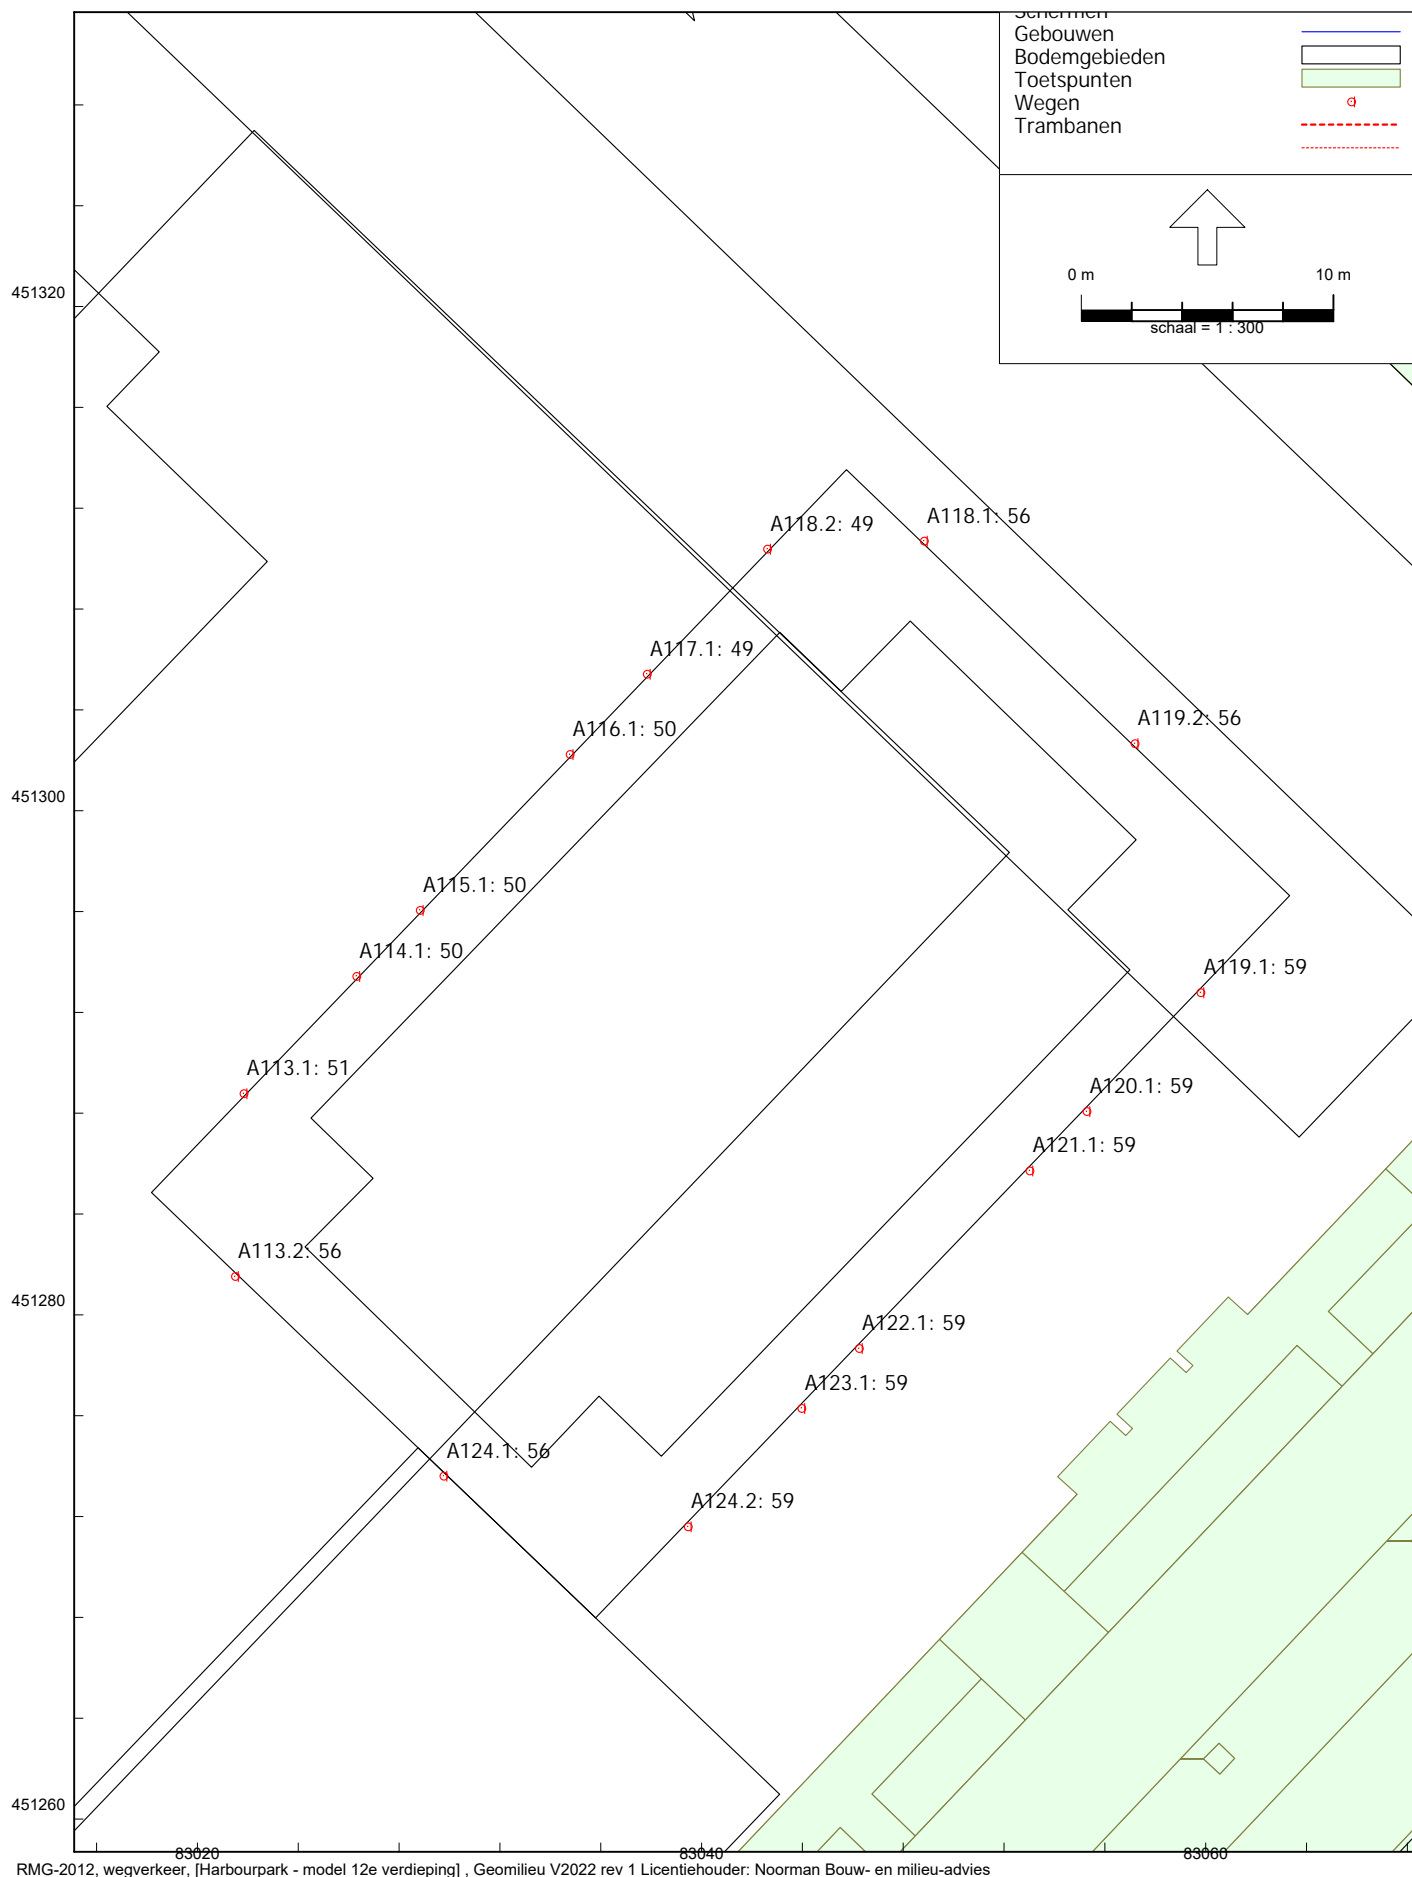 Schermen
Gebouwen
Bodemgebieden
Toetspunten
Wegen
Trambanen
0 m 10 m
schaal = 1 : 300
451320
A118.2: 49
A118.1: 56
A117.1: 49
A119.2: 56
A116.1: 50
451300
A115.1: 50
A114.1: 50
A119.1: 59
A113.1: 51
A120.1: 59
A121.1: 59
A113.2: 56
451280
A122.1: 59
A123.1: 59
A124.1: 56
A124.2: 59
451260
83020 83040 83060
RMG-2012, wegverkeer, [Harbourpark - model 12e verdieping] , Geomilieu V2022 rev 1 Licentiehouder: Noorman Bouw- en milieu-advies